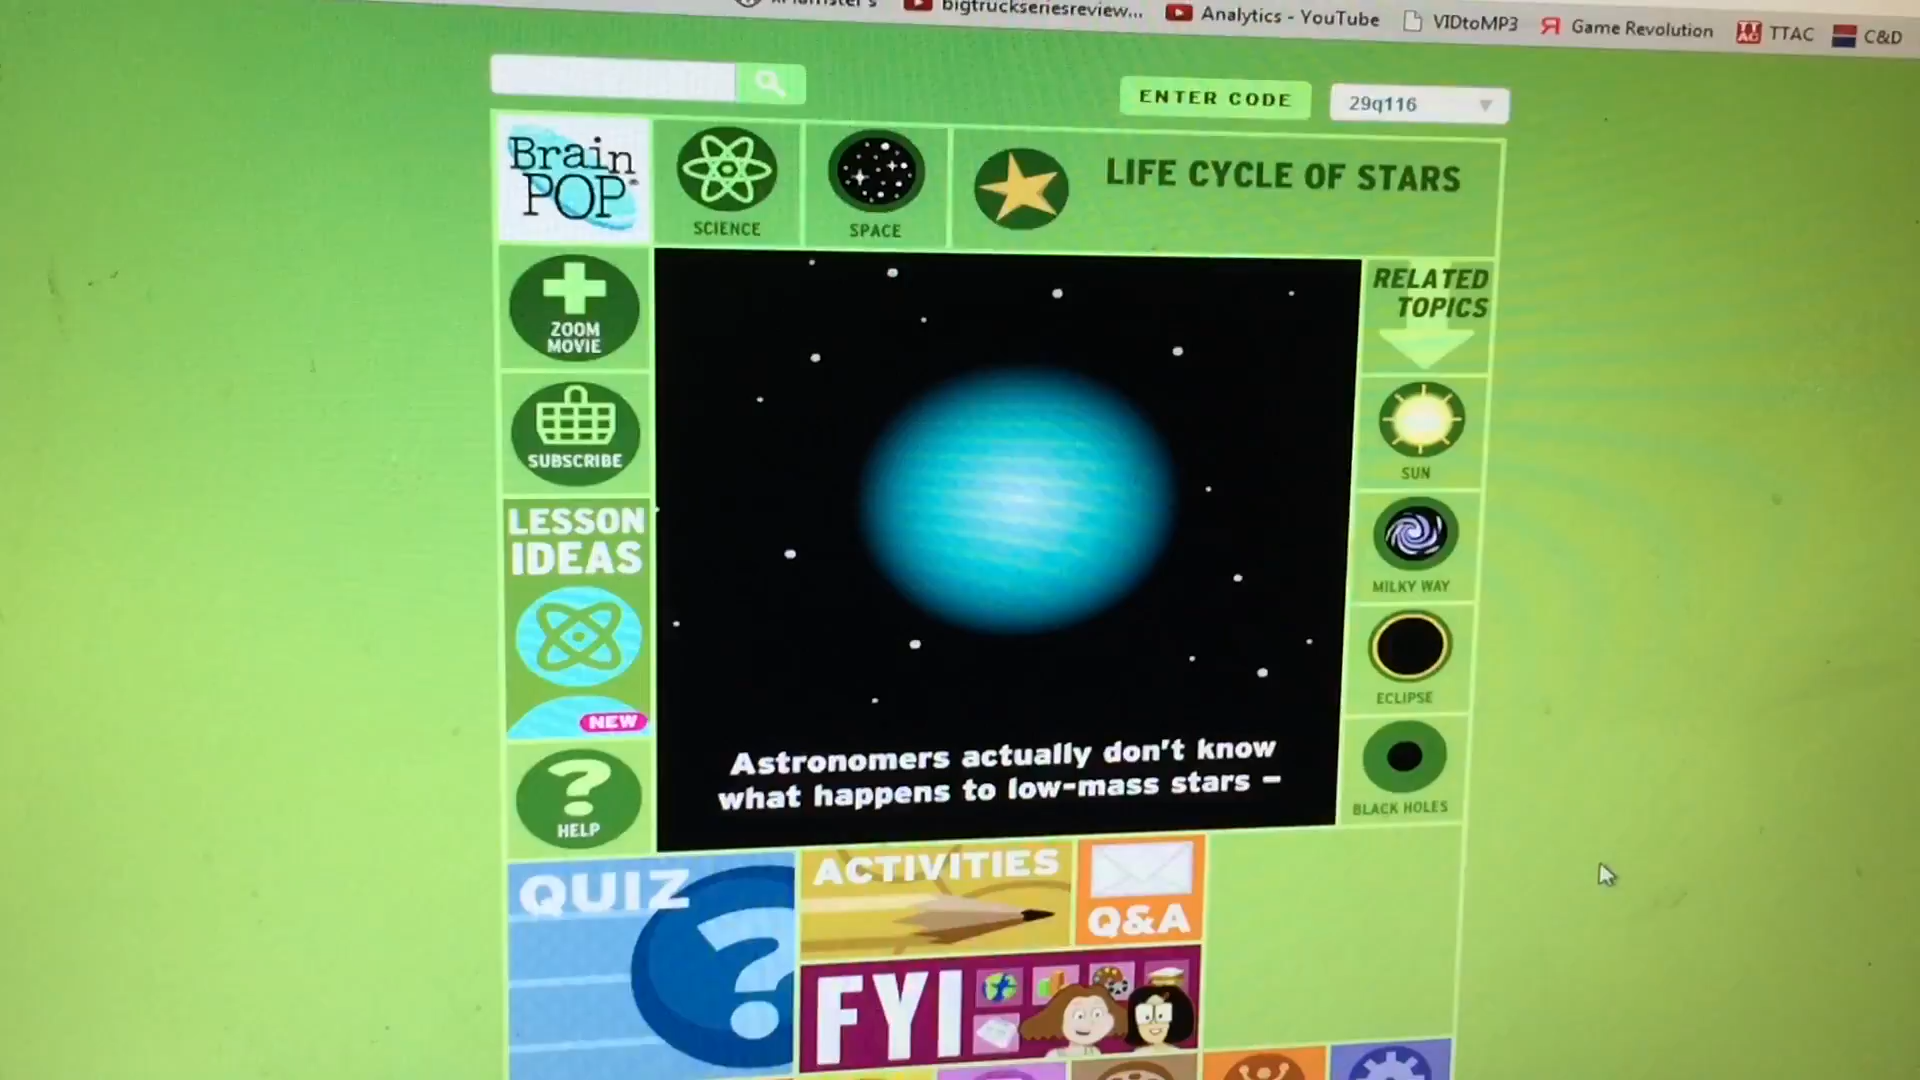 bigtruckseriesreview...
Analytics - YouTube
VIDtoMP3
Game Revolution
TTAC
C&D
ENTER CODE
29q116
Brain
POP
SCIENCE
SPACE
LIFE CYCLE OF STARS
ZOOM
MOVIE
SUBSCRIBE
LESSON
IDEAS
NEW
HELP
RELATED
TOPICS
SUN
MILKY WAY
ECLIPSE
BLACK HOLES
Astronomers actually don't know
what happens to low-mass stars –
QUIZ
ACTIVITIES
Q&A
FYI